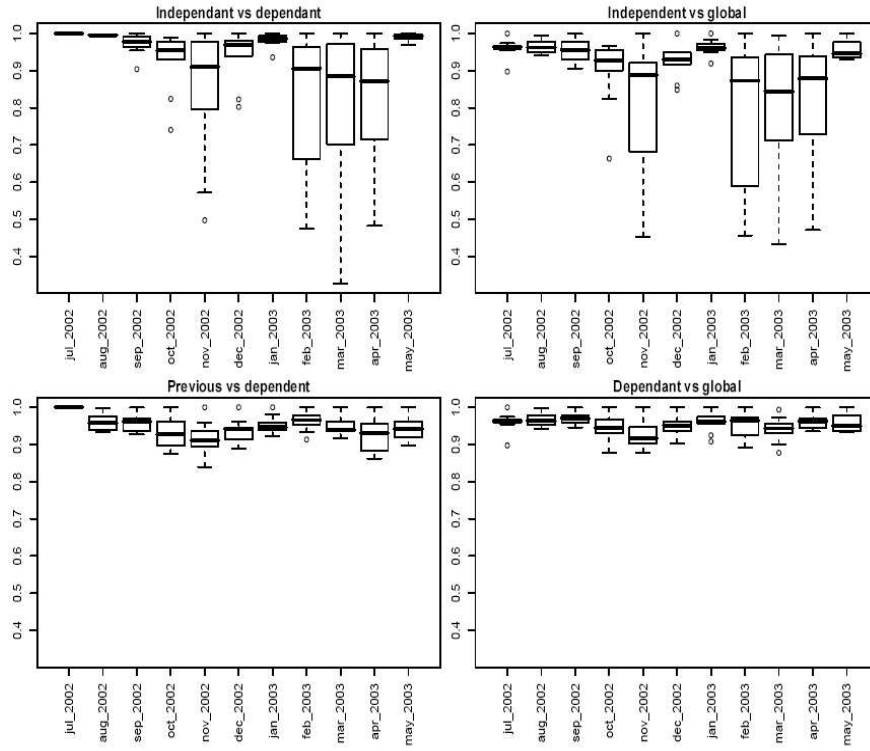 Independant vs dependant
1.0
0.9
0.8
0.7
0.6
0.5
0.4
jul_2002
aug_2002
sep_2002
oct_2002
nov_2002
dec_2002
jan_2003
feb_2003
mar_2003
apr_2003
may_2003
Independent vs global
1.0
0.9
0.8
0.7
0.6
0.5
0.4
jul_2002
aug_2002
sep_2002
oct_2002
nov_2002
dec_2002
jan_2003
feb_2003
mar_2003
apr_2003
may_2003
Previous vs dependent
1.0
0.9
0.8
0.7
0.6
0.5
0.4
jul_2002
aug_2002
sep_2002
oct_2002
nov_2002
dec_2002
jan_2003
feb_2003
mar_2003
apr_2003
may_2003
Dependant vs global
1.0
0.9
0.8
0.7
0.6
0.5
0.4
jul_2002
aug_2002
sep_2002
oct_2002
nov_2002
dec_2002
jan_2003
feb_2003
mar_2003
apr_2003
may_2003